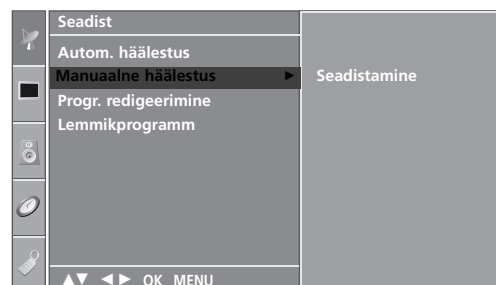 Seadist
Autom. häälestus
Manuaalne häälestus ► Seadistamine
Progr. redigeerimine
Lemmikprogramm
▲▼ ◄► OK MENU